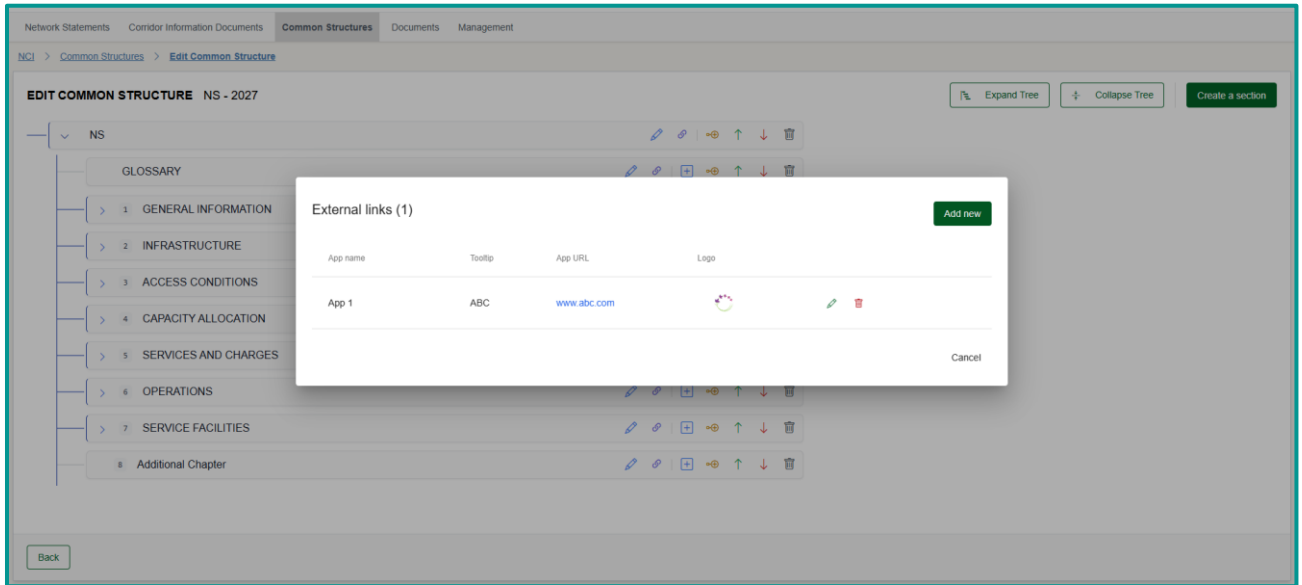 Network Statements Corridor Information Documents Common Structures Documents Management
NCI > Common Structures > Edit Common Structure
EDIT COMMON STRUCTURE NS - 2027
Expand Tree
Collapse Tree
Create a section
NS
GLOSSARY
1 GENERAL INFORMATION
2 INFRASTRUCTURE
3 ACCESS CONDITIONS
4 CAPACITY ALLOCATION
5 SERVICES AND CHARGES
6 OPERATIONS
7 SERVICE FACILITIES
8 Additional Chapter
External links (1)
Add new
App name Tooltip App URL Logo
App 1 ABC www.abc.com
Cancel
Back